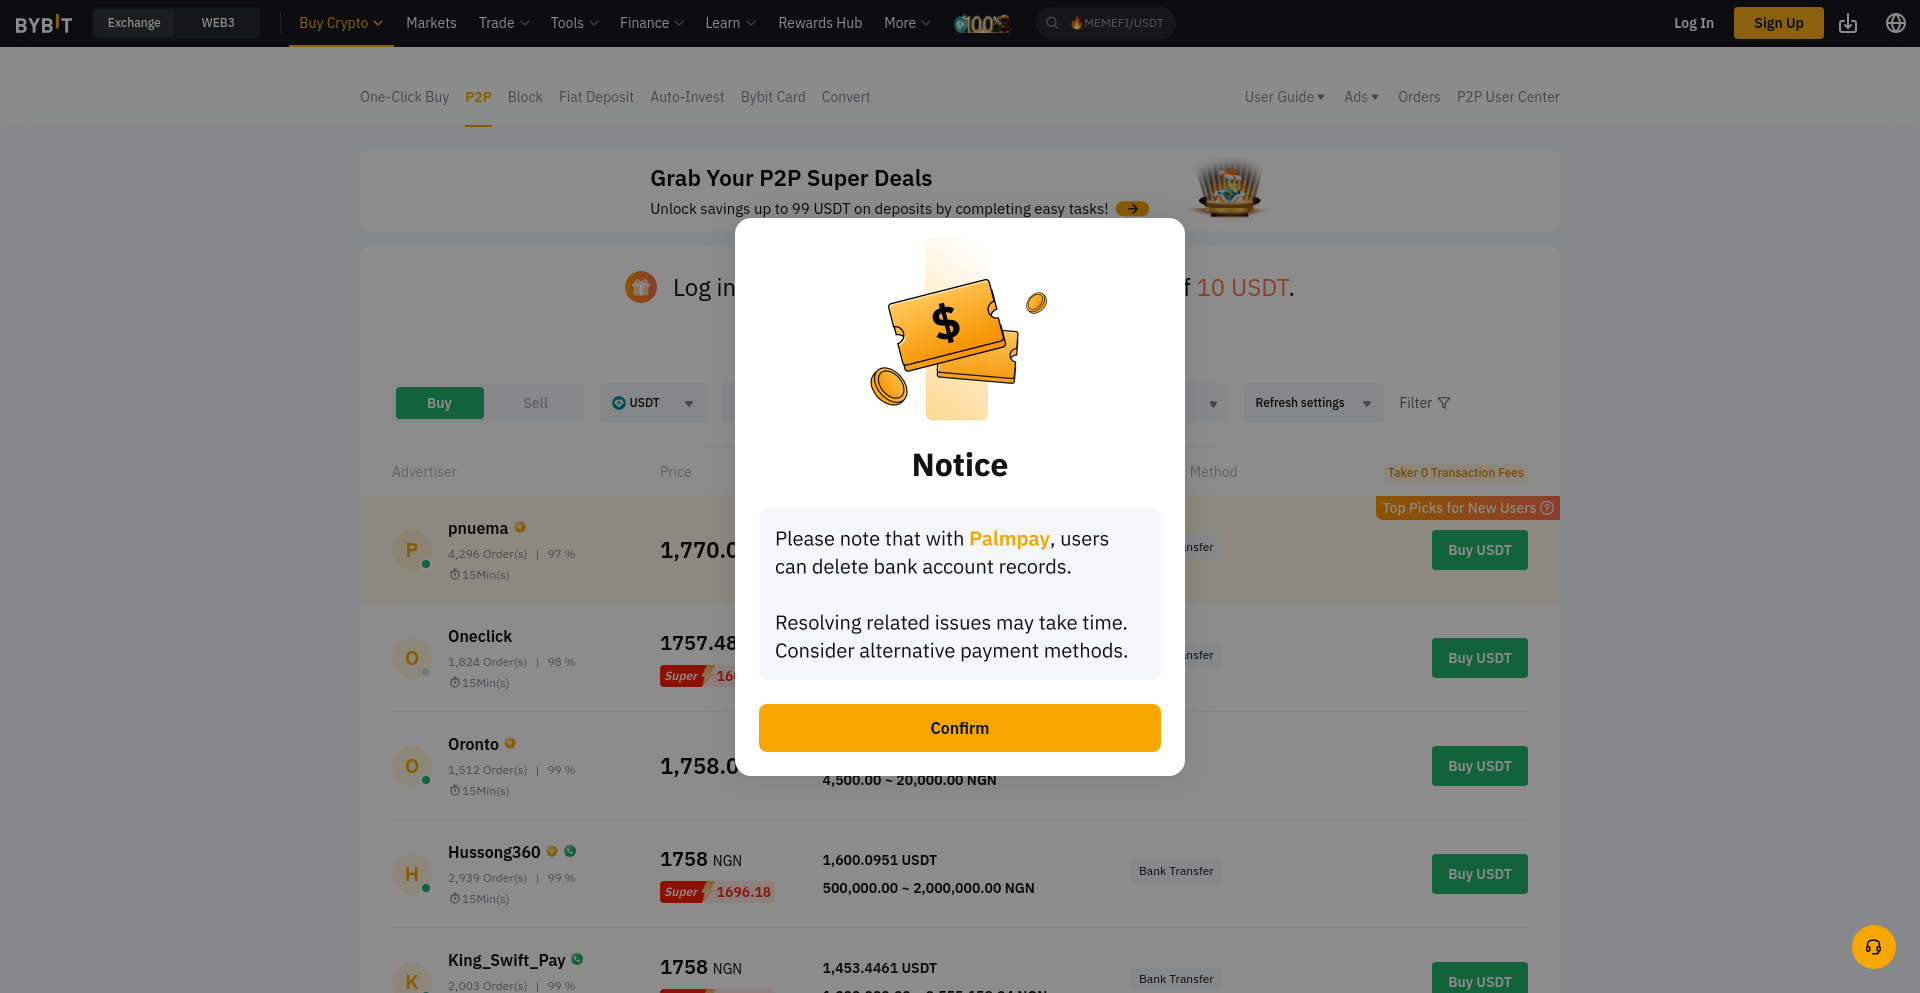 BYBIT
Exchange
WEB3
Buy Crypto
Markets
Trade
Tools
Finance
Learn
Rewards Hub
More
100%
🔥MEMEFI/USDT
Log In
Sign Up
One-Click Buy
P2P
Block
Fiat Deposit
Auto-Invest
Bybit Card
Convert
User Guide
Ads
Orders
P2P User Center
Grab Your P2P Super Deals
Unlock savings up to 99 USDT on deposits by completing easy tasks!
Log in
10 USDT.
Buy
Sell
USDT
Refresh settings
Filter
Advertiser
Price
Method
Taker 0 Transaction Fees
Top Picks for New Users
P
pnuema
4,296 Order(s) | 97 %
15Min(s)
1,770.0
Buy USDT
O
Oneclick
1,824 Order(s) | 98 %
15Min(s)
1757.48
Super
Buy USDT
O
Oronto
1,512 Order(s) | 99 %
15Min(s)
1,758.0
4,500.00 ~ 20,000.00 NGN
Buy USDT
H
Hussong360
2,939 Order(s) | 99 %
15Min(s)
1758 NGN
Super 1696.18
1,600.0951 USDT
500,000.00 ~ 2,000,000.00 NGN
Bank Transfer
Buy USDT
K
King_Swift_Pay
2,003 Order(s) | 99 %
1758 NGN
1,453.4461 USDT
Bank Transfer
Buy USDT
$
Notice
Please note that with Palmpay, users
can delete bank account records.
Resolving related issues may take time.
Consider alternative payment methods.
Confirm